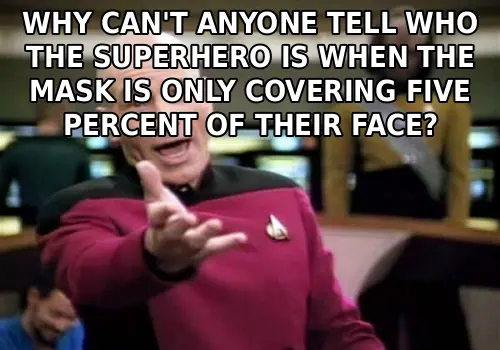 WHY CAN'T ANYONE TELL WHO
THE SUPERHERO IS WHEN THE
MASK IS ONLY COVERING FIVE
PERCENT OF THEIR FACE?